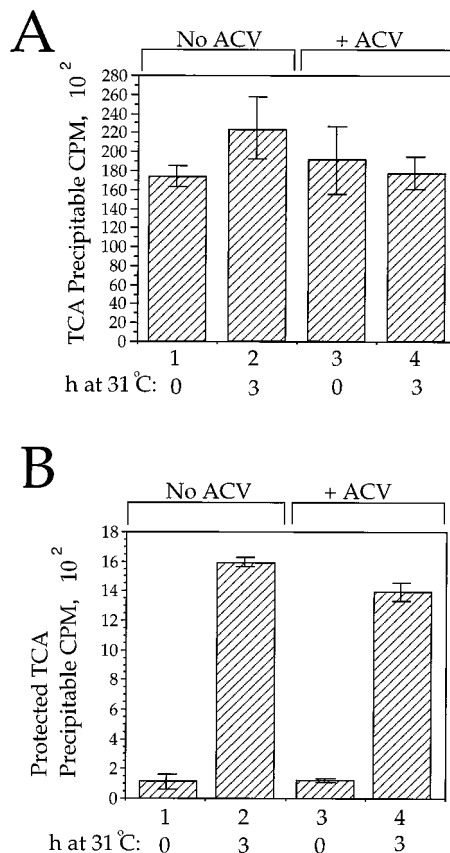 A
No ACV + ACV
TCA Precipitable CPM, 10²
280
260
240
220
200
180
160
140
120
100
80
60
40
20
0
1 2 3 4
h at 31°C: 0 3 0 3
B
No ACV + ACV
Protected TCA
Precipitable CPM, 10²
18
16
14
12
10
8
6
4
2
0
1 2 3 4
h at 31°C: 0 3 0 3